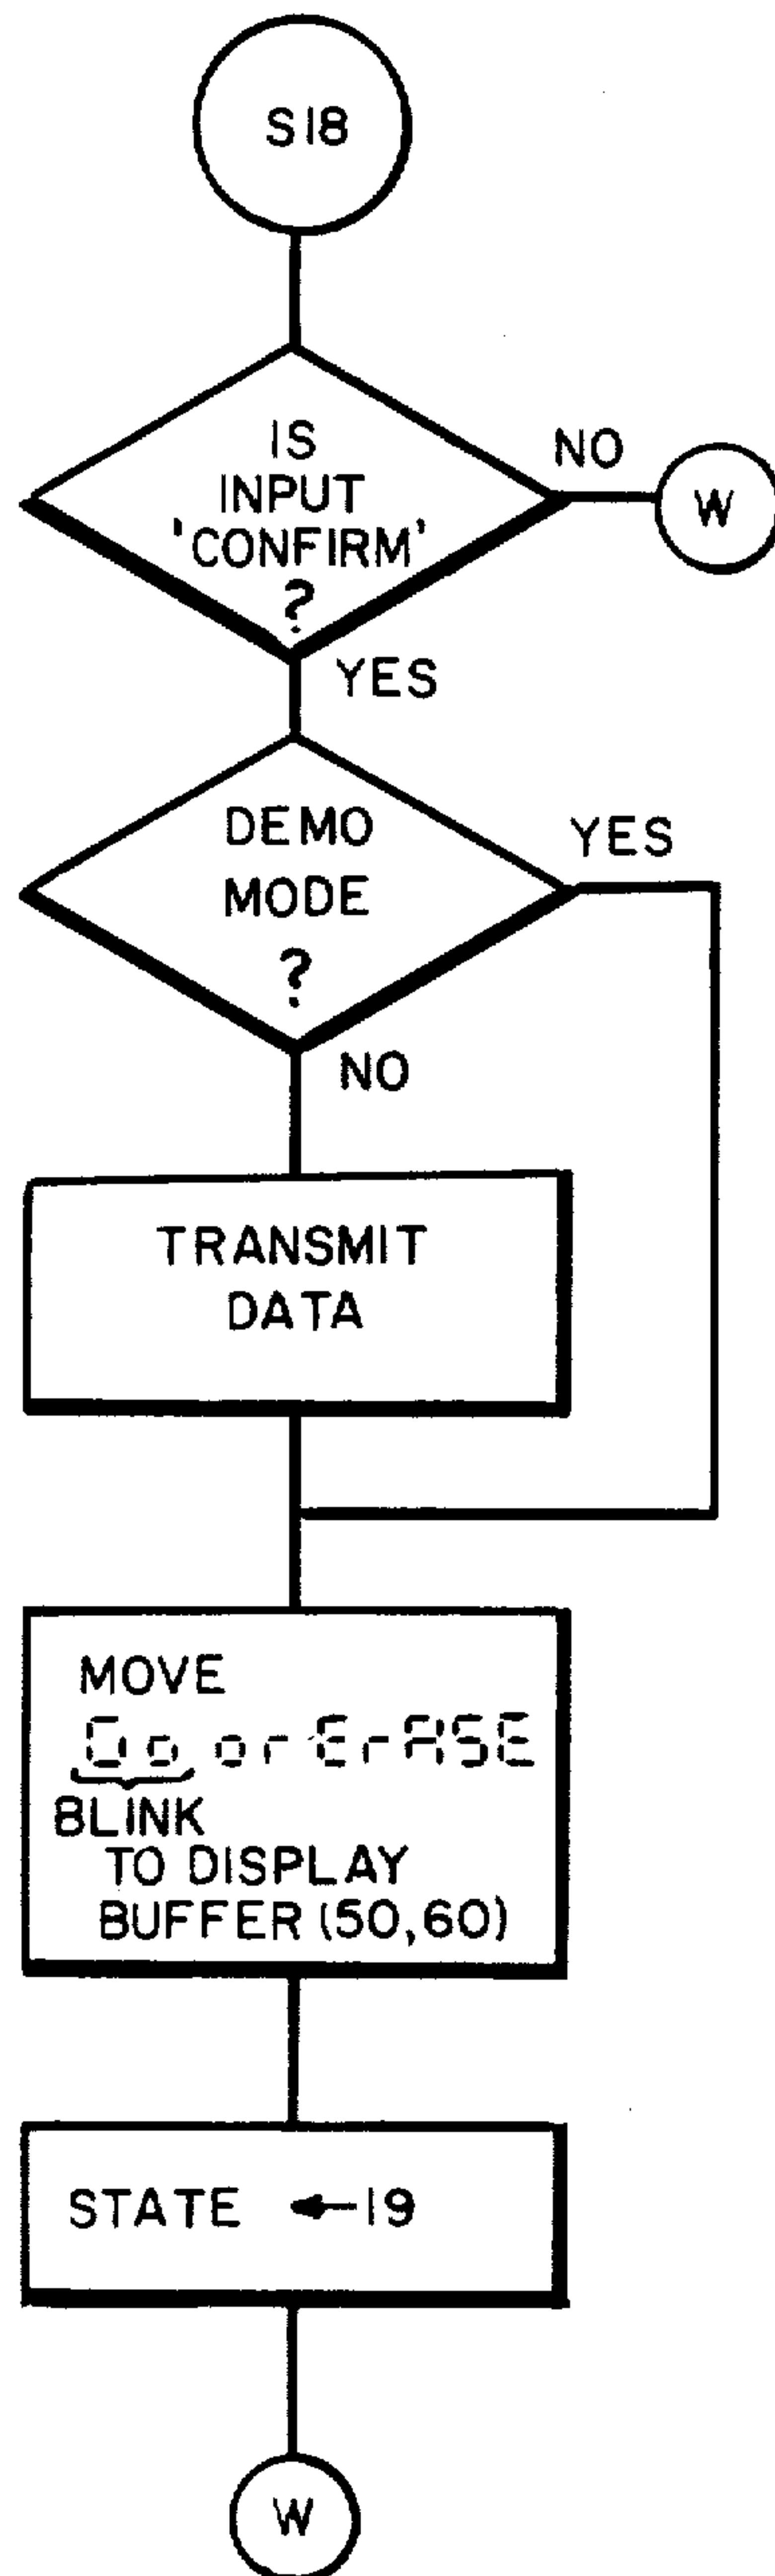 S18
IS
INPUT
'CONFIRM'
?
NO
W
YES
DEMO
MODE
?
YES
NO
TRANSMIT
DATA
MOVE
Go or ErASE
BLINK
TO DISPLAY
BUFFER (50,60)
STATE ←19
W